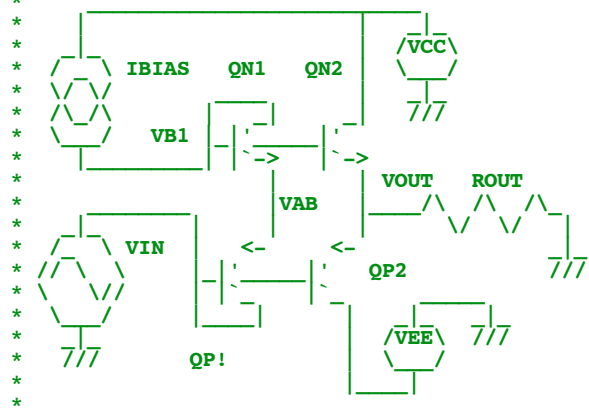 VCC
IBIAS QN1 QN2
VB1
VOUT ROUT
VAB
VIN
QP2
VEE
QP!